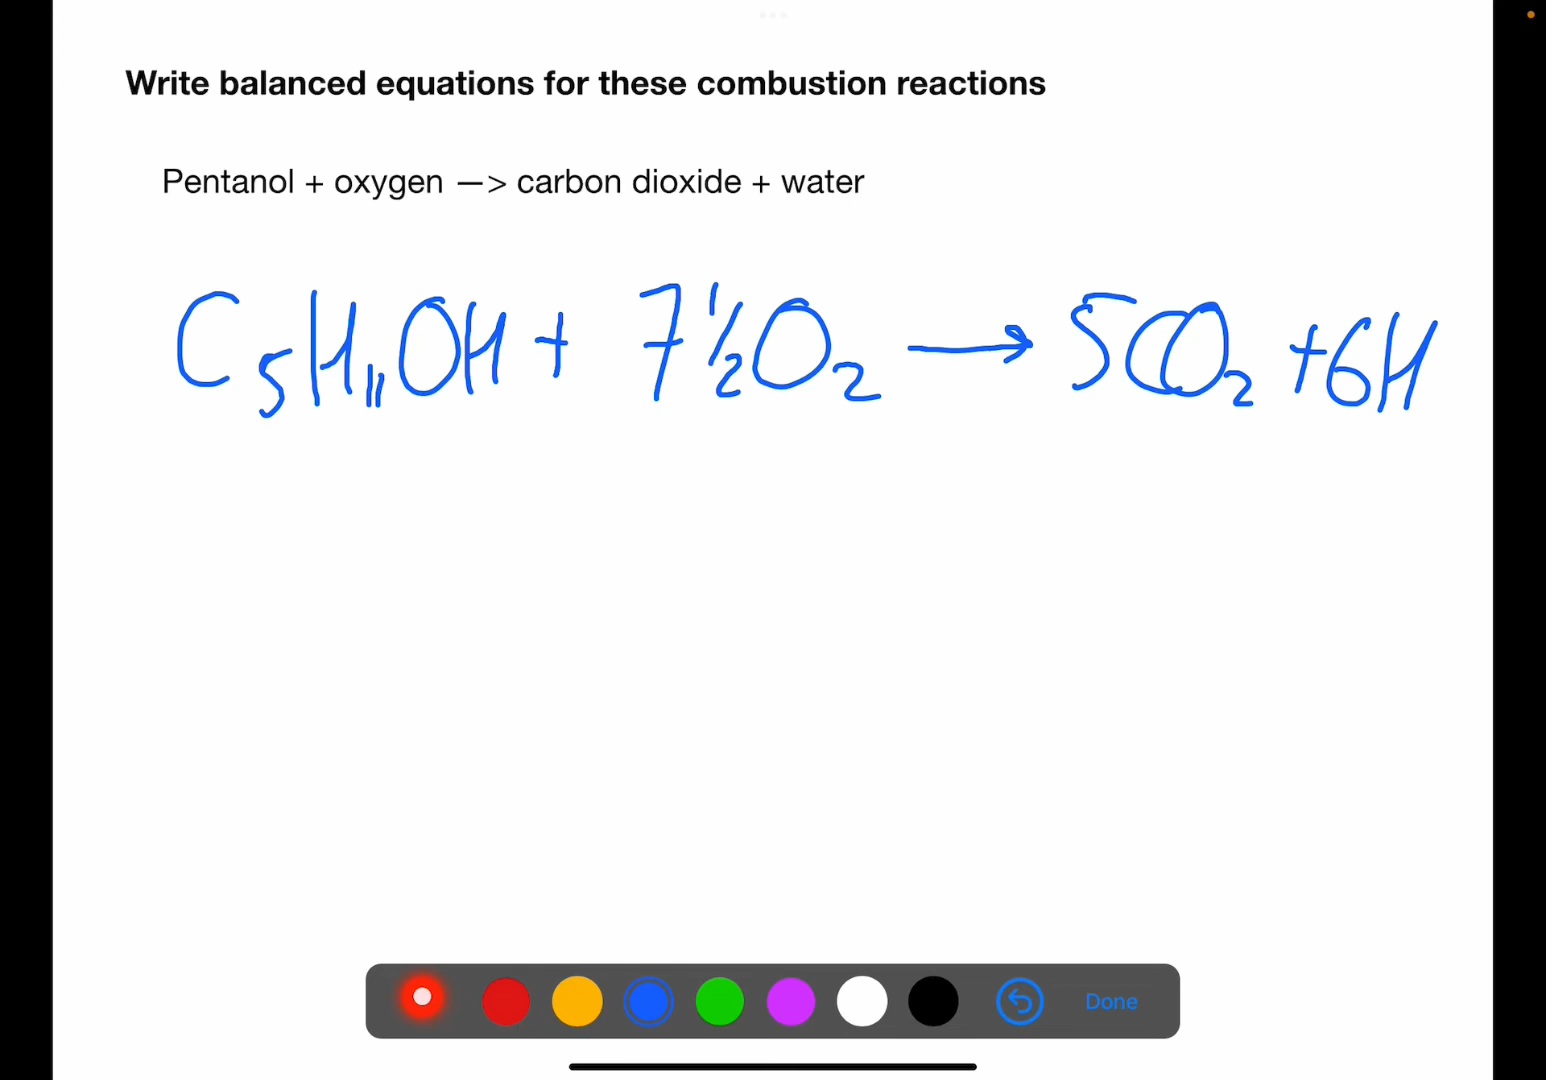 Write balanced equations for these combustion reactions
Pentanol + oxygen —> carbon dioxide + water
C₅H₁₁OH + 7½O₂ → 5CO₂ + 6H
Done